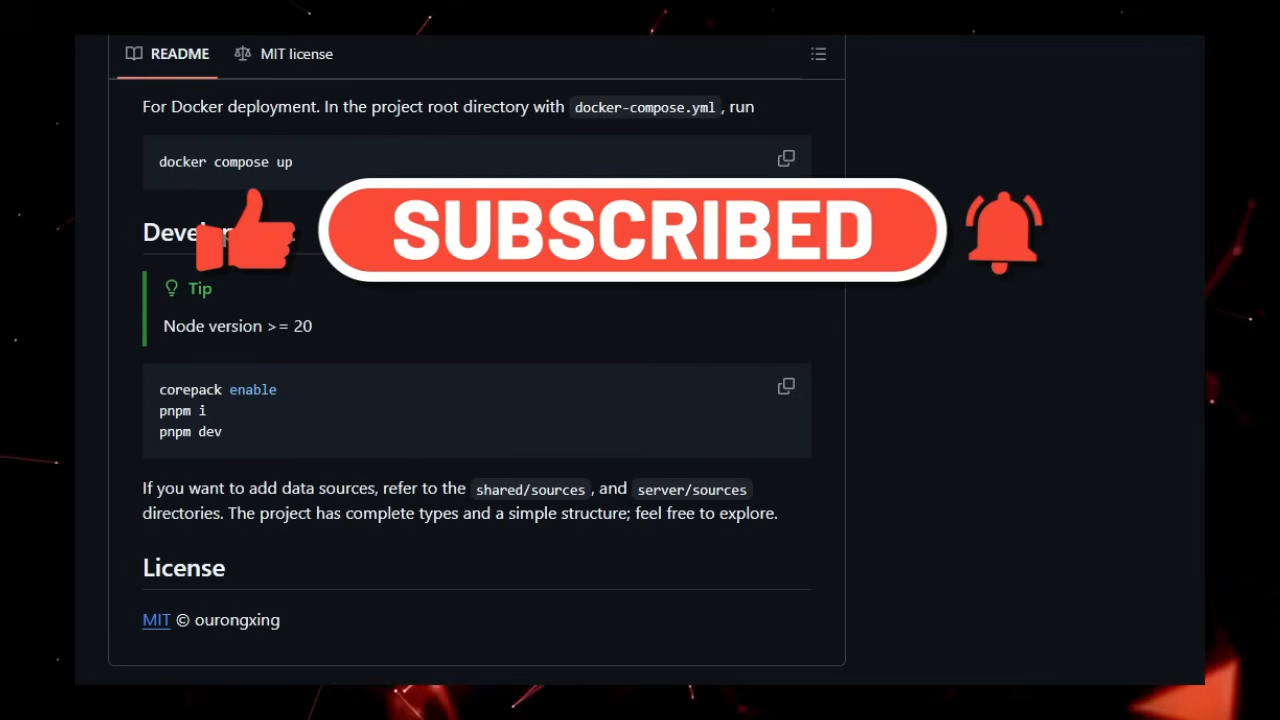 README MIT license
For Docker deployment. In the project root directory with docker-compose.yml, run
docker compose up
SUBSCRIBED
Tip
Node version >= 20
corepack enable
pnpm i
pnpm dev
If you want to add data sources, refer to the shared/sources, and server/sources
directories. The project has complete types and a simple structure; feel free to explore.
License
MIT © ourongxing